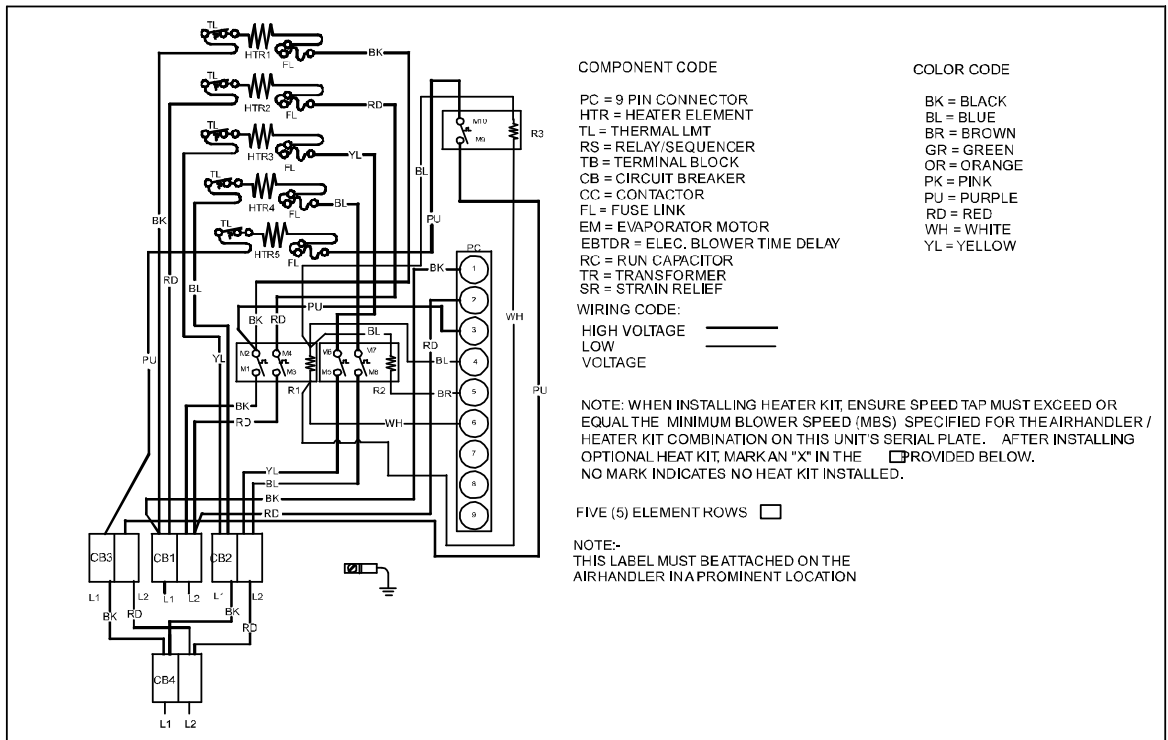 TL
HTR1
FL
BK
TL
HTR2
FL
RD
TL
HTR3
FL
YL
TL
HTR4
FL
BL
TL
HTR5
FL
M10
M9
R3
BL
PU
BK
RD
BL
PU
YL
WH
PU
PC
1
2
3
4
5
6
7
8
9
BK
PU
BK
RD
RD
BL
BL
BR
WH
M2
M4
M1
M3
R1
M6
M7
M5
M8
R2
BK
RD
YL
BL
BK
RD
CB3
CB1
CB2
L1
L2
L1
L2
L1
L2
BK
RD
BK
RD
CB4
L1
L2
COMPONENT CODE
PC = 9 PIN CONNECTOR
HTR = HEATER ELEMENT
TL = THERMAL LMT
RS = RELAY/SEQUENCER
TB = TERMINAL BLOCK
CB = CIRCUIT BREAKER
CC = CONTACTOR
FL = FUSE LINK
EM = EVAPORATOR MOTOR
EBTDR = ELEC. BLOWER TIME DELAY
RC = RUN CAPACITOR
TR = TRANSFORMER
SR = STRAIN RELIEF
WIRING CODE:
HIGH VOLTAGE
LOW
VOLTAGE
COLOR CODE
BK = BLACK
BL = BLUE
BR = BROWN
GR = GREEN
OR = ORANGE
PK = PINK
PU = PURPLE
RD = RED
WH = WHITE
YL = YELLOW
NOTE: WHEN INSTALLING HEATER KIT, ENSURE SPEED TAP MUST EXCEED OR
EQUAL THE MINIMUM BLOWER SPEED (MBS) SPECIFIED FOR THE AIRHANDLER /
HEATER KIT COMBINATION ON THIS UNIT'S SERIAL PLATE. AFTER INSTALLING
OPTIONAL HEAT KIT, MARK AN "X" IN THE PROVIDED BELOW.
NO MARK INDICATES NO HEAT KIT INSTALLED.
FIVE (5) ELEMENT ROWS
NOTE:-
THIS LABEL MUST BE ATTACHED ON THE
AIRHANDLER IN A PROMINENT LOCATION